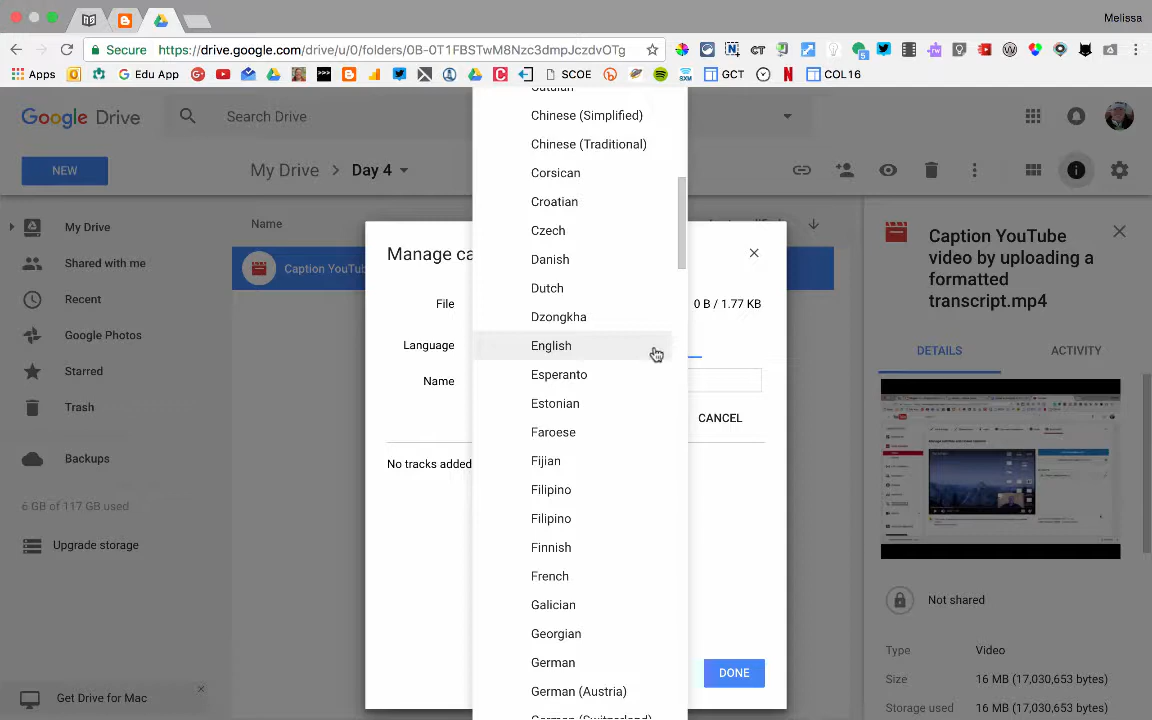 Melissa
Secure
https://drive.google.com/drive/u/0/folders/0B-0T1FBSTwM8Nzc3dmpJczdvOTg
Apps
Edu App
SCOE
GCT
COL16
Google Drive
Search Drive
NEW
My Drive
Day 4
My Drive
Shared with me
Recent
Google Photos
Starred
Trash
Backups
6 GB of 117 GB used
Upgrade storage
Get Drive for Mac
Name
Caption YouTub
Manage ca
File
0 B / 1.77 KB
Language
Name
CANCEL
No tracks added
DONE
Catalan
Chinese (Simplified)
Chinese (Traditional)
Corsican
Croatian
Czech
Danish
Dutch
Dzongkha
English
Esperanto
Estonian
Faroese
Fijian
Filipino
Filipino
Finnish
French
Galician
Georgian
German
German (Austria)
German (Switzerland)
Caption YouTube
video by uploading a
formatted
transcript.mp4
DETAILS
ACTIVITY
Not shared
Type
Video
Size
16 MB (17,030,653 bytes)
Storage used
16 MB (17,030,653 bytes)